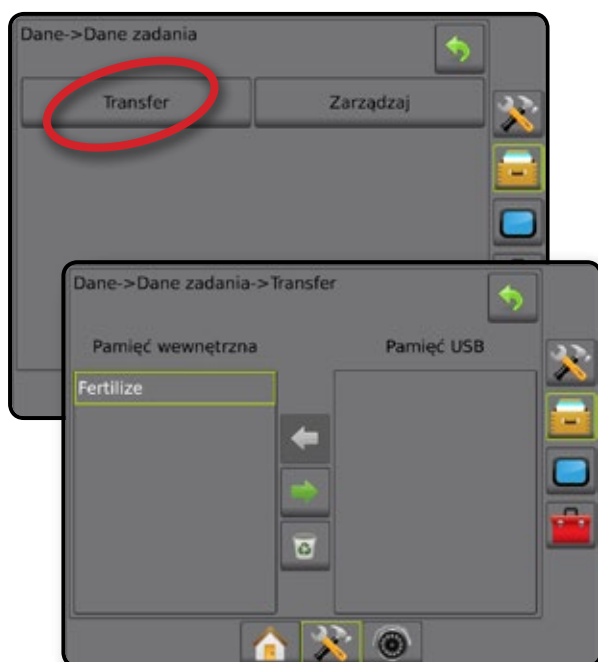 Dane->Dane zadania
Transfer
Zarządzaj
Dane->Dane zadania->Transfer
Pamięć wewnętrzna
Pamięć USB
Fertilize